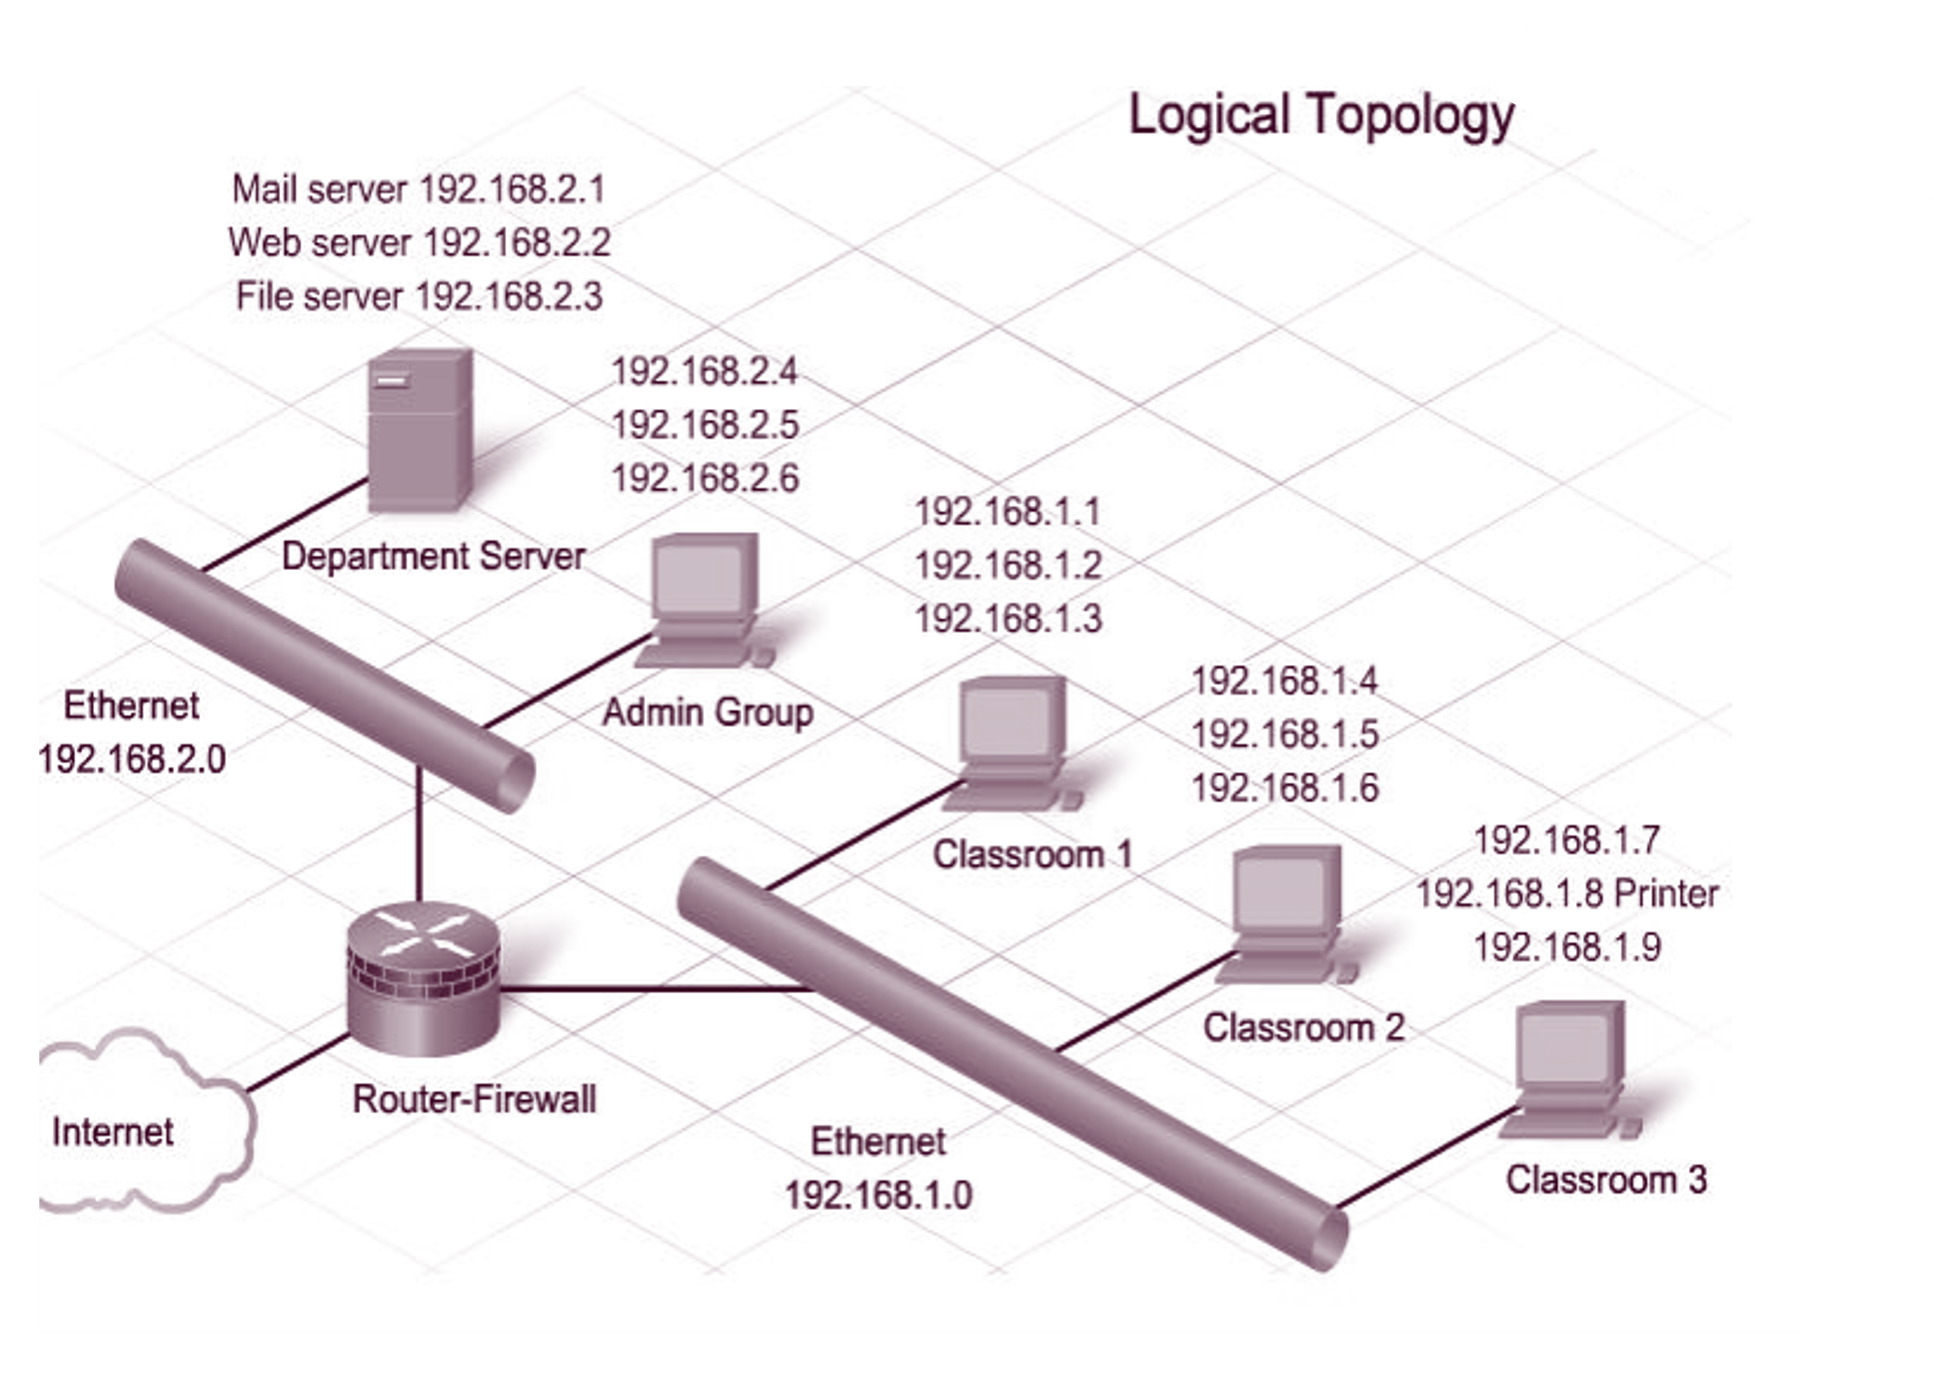 Logical Topology
Mail server 192.168.2.1
Web server 192.168.2.2
File server 192.168.2.3
192.168.2.4
192.168.2.5
192.168.2.6
Department Server
Admin Group
Ethernet
192.168.2.0
192.168.1.1
192.168.1.2
192.168.1.3
Classroom 1
192.168.1.4
192.168.1.5
192.168.1.6
Classroom 2
192.168.1.7
192.168.1.8 Printer
192.168.1.9
Classroom 3
Router-Firewall
Internet
Ethernet
192.168.1.0